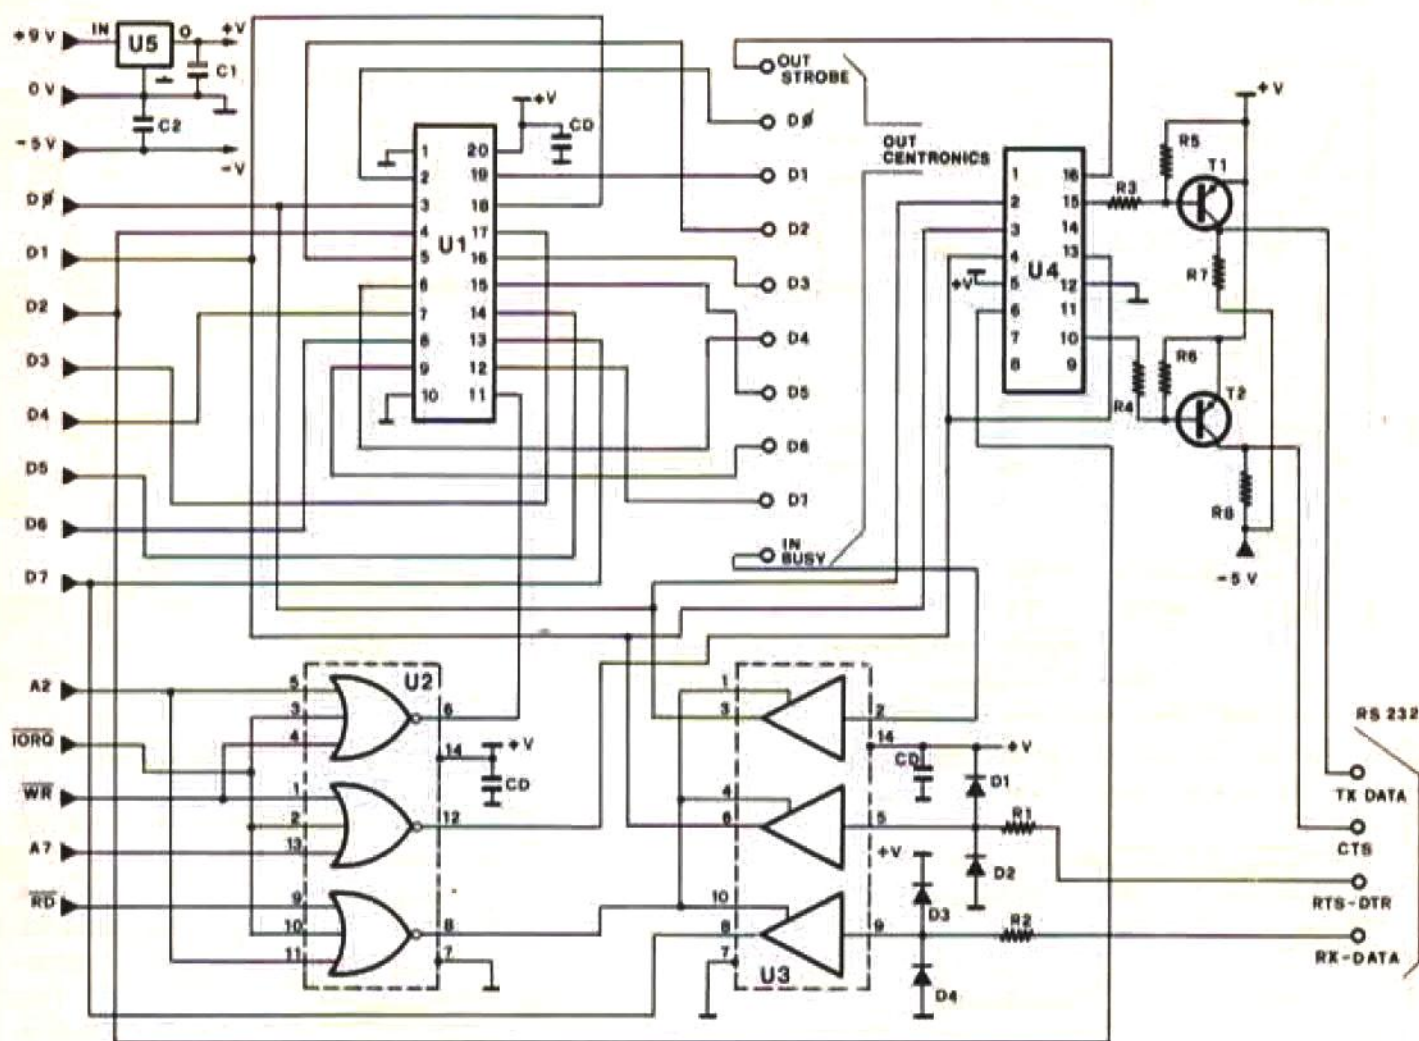 +9V IN U5 O +V
C1
0V
C2
-5V -V
DØ
D1
D2
D3
D4
D5
D6
D7
A2
IORQ
WR
A7
RD
U1
1 20
2 19
3 18
4 17
5 16
6 15
7 14
8 13
9 12
10 11
+V
CD
OUT
STROBE
DØ
D1
D2
D3
D4
D5
D6
D7
IN
BUSY
OUT
CENTRONICS
U4
1 16
2 15
3 14
4 13
5 12
6 11
7 10
8 9
+V
+V
R5
T1
R3
R7
R6
R4
T2
R8
-5V
U2
5
3
4
6
14 +V
CD
1
2
13
12
9
10
11
8
7
U3
1
3
2
14
CD
+V
D1
4
6
5
R1
D2
+V
D3
10
8
9
R2
7
D4
RS 232
TX DATA
CTS
RTS-DTR
RX-DATA